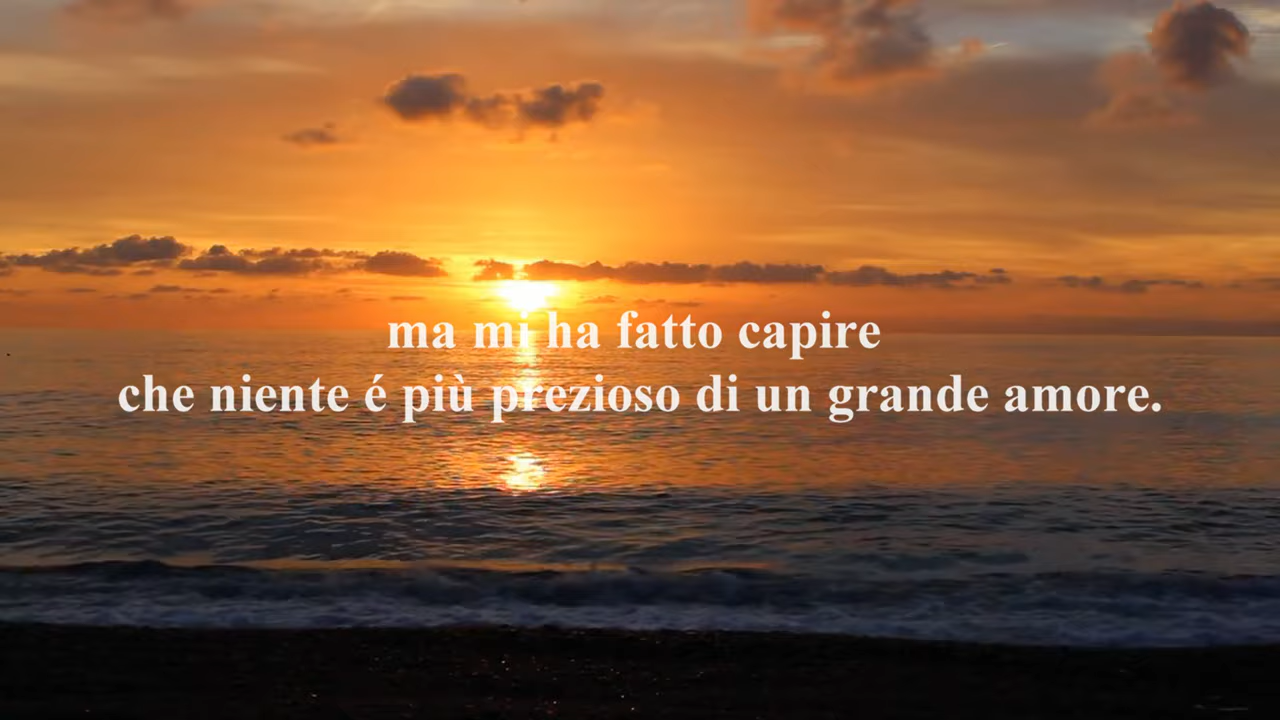 ma mi ha fatto capire
che niente é più prezioso di un grande amore.